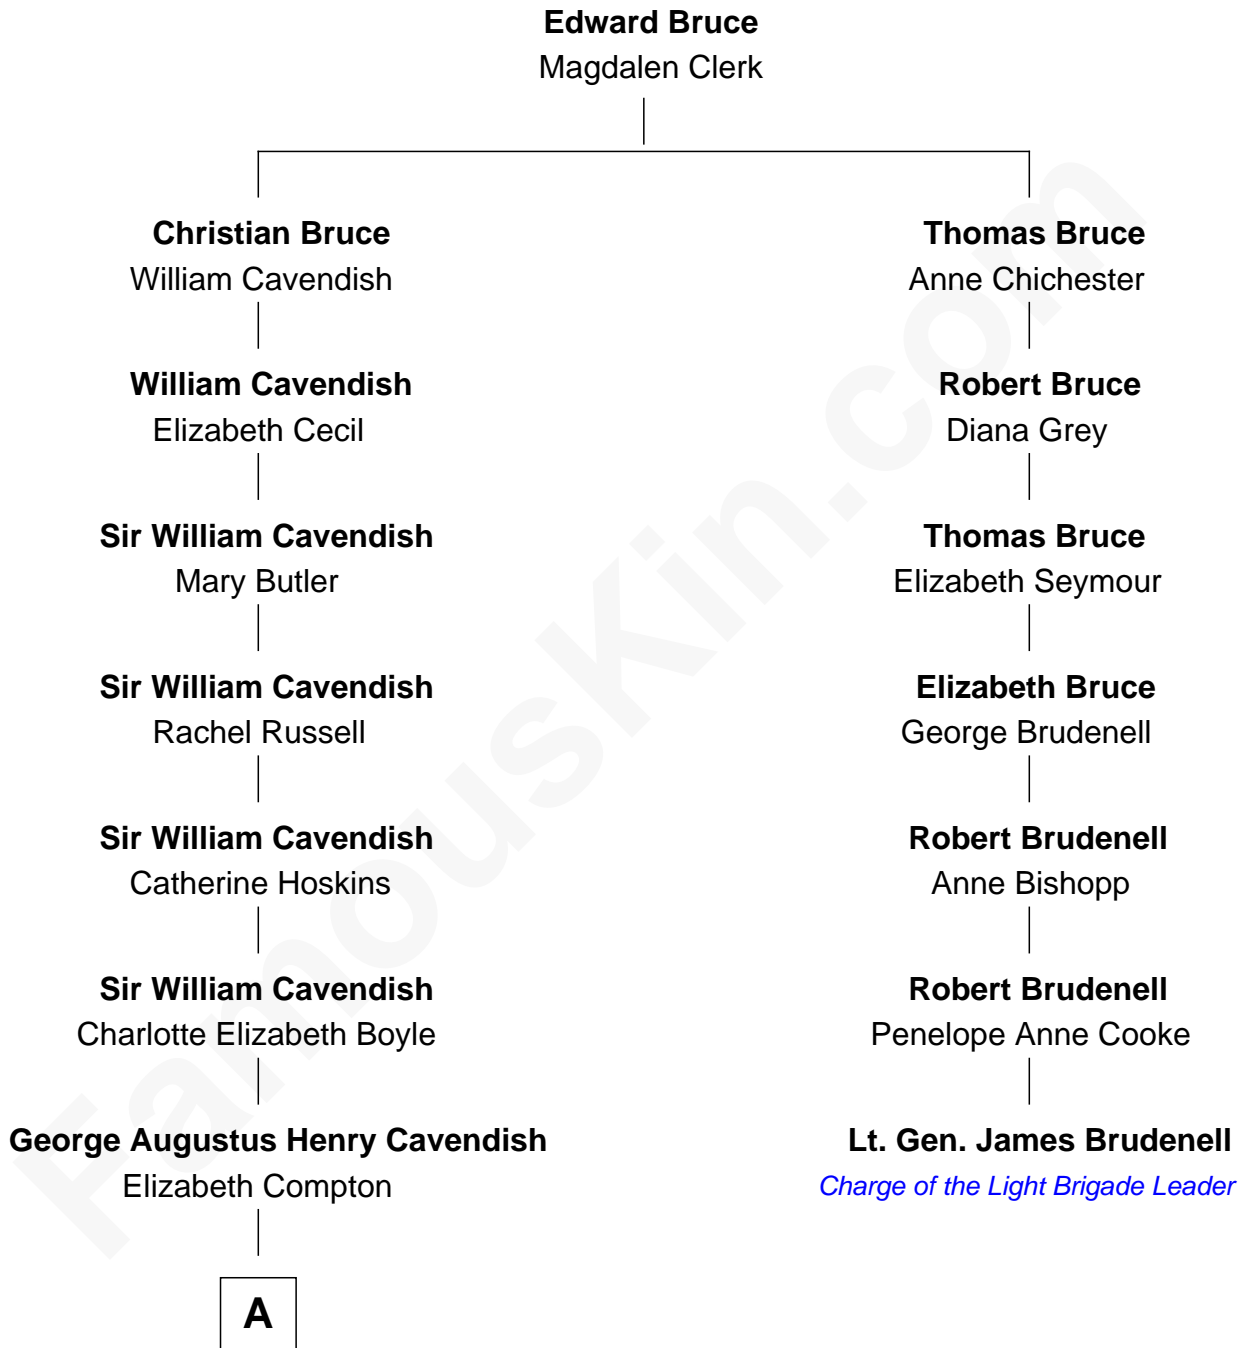 Edward Bruce
Magdalen Clerk
Christian Bruce
William Cavendish
Thomas Bruce
Anne Chichester
William Cavendish
Elizabeth Cecil
Robert Bruce
Diana Grey
Sir William Cavendish
Mary Butler
Thomas Bruce
Elizabeth Seymour
Sir William Cavendish
Rachel Russell
Elizabeth Bruce
George Brudenell
Sir William Cavendish
Catherine Hoskins
Robert Brudenell
Anne Bishopp
Sir William Cavendish
Charlotte Elizabeth Boyle
Robert Brudenell
Penelope Anne Cooke
George Augustus Henry Cavendish
Elizabeth Compton
Lt. Gen. James Brudenell
Charge of the Light Brigade Leader
A
FamousKin.com